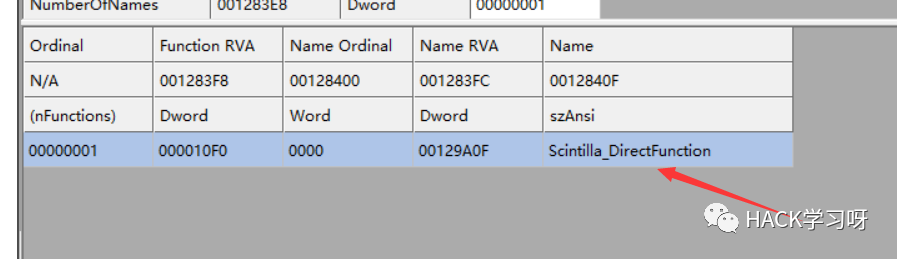 NumberOfNames 001283E8 Dword 00000001
Ordinal Function RVA Name Ordinal Name RVA Name
N/A 001283F8 00128400 001283FC 0012840F
(nFunctions) Dword Word Dword szAnsi
00000001 000010F0 0000 00129A0F Scintilla_DirectFunction
HACK学习呀